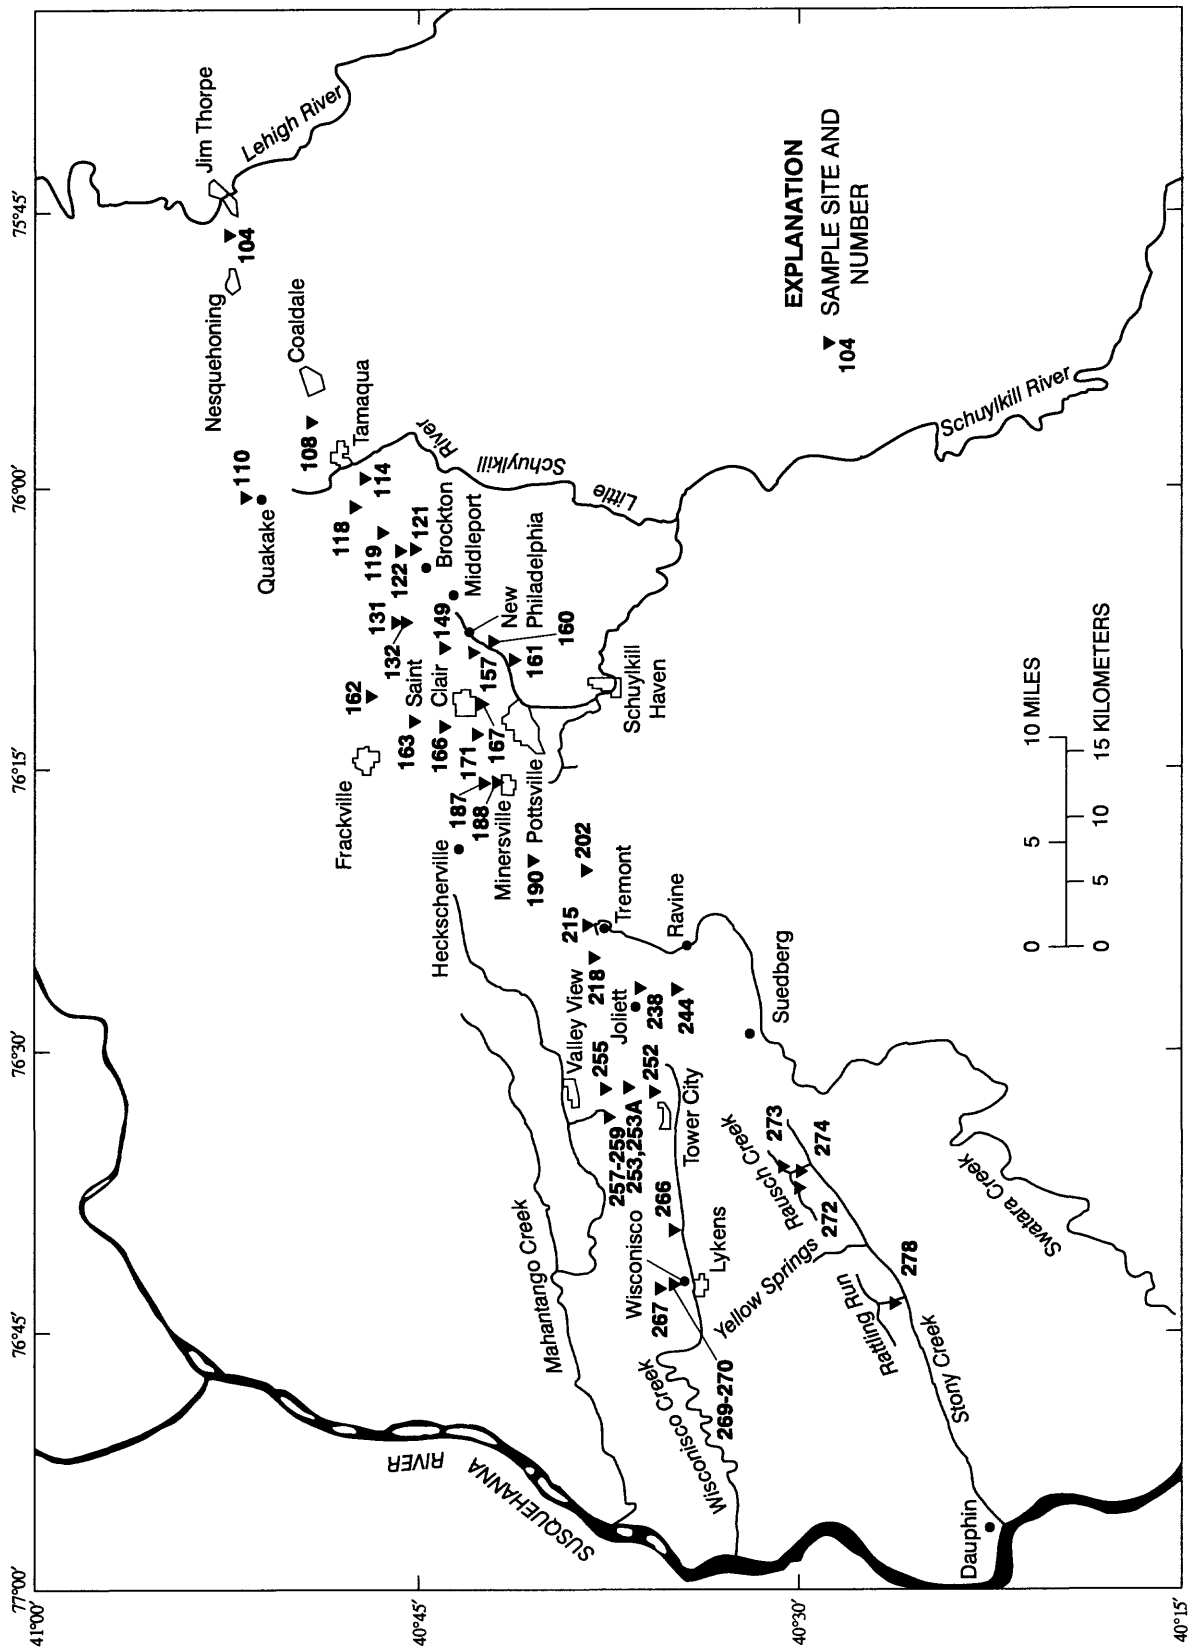 77°00′
76°45′
76°30′
76°15′
76°00′
75°45′
41°00′
40°45′
40°30′
40°15′
SUSQUEHANNA
RIVER
Mahantango Creek
Wisconisco Creek
Wisconisco
Lykens
Yellow Springs
Rattling Run
Stony Creek
Dauphin
Rausch Creek
Swatara Creek
Suedberg
Ravine
Tremont
Joliett
Valley View
Tower City
Heckscherville
Minersville
Pottsville
Frackville
Saint
Clair
Schuylkill
Haven
New
Philadelphia
Middleport
Brockton
Little
Schuylkill
River
Schuylkill River
Tamaqua
Coaldale
Quakake
Nesquehoning
Jim Thorpe
Lehigh River
104
108
110
114
118
119
121
122
131
132
149
157
160
161
162
163
166
167
171
187
188
190
202
215
218
238
244
252
253,253A
255
257-259
266
267
269-270
272
273
274
278
EXPLANATION
104
SAMPLE SITE AND
NUMBER
0
5
10 MILES
0
5
10
15 KILOMETERS